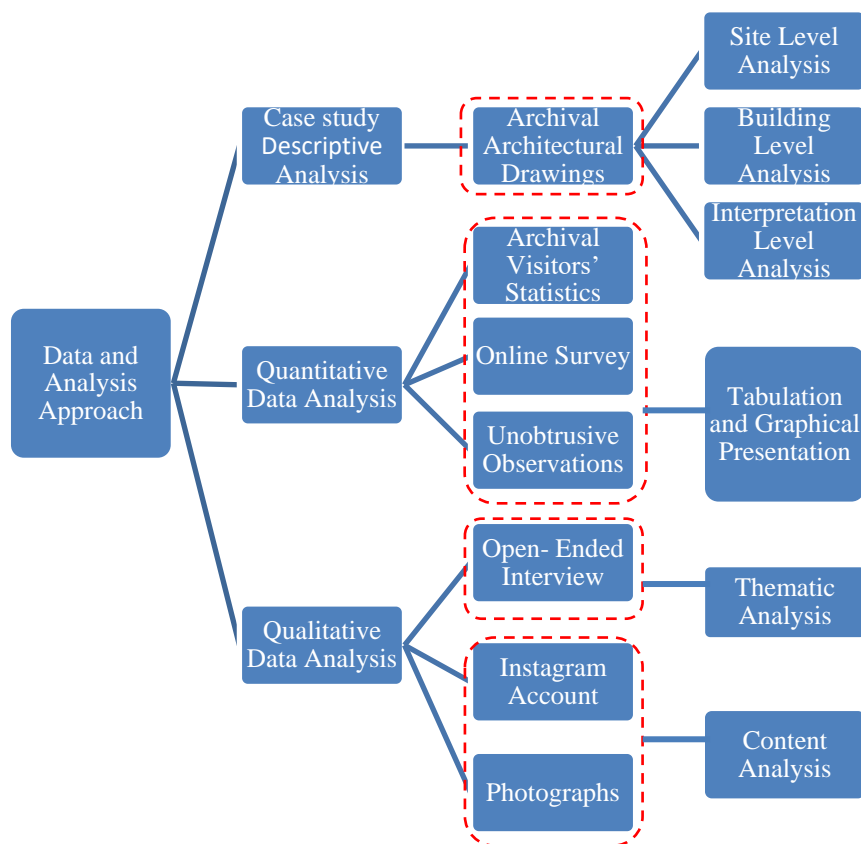 Site Level
Analysis
Case study
Descriptive
Analysis
Archival
Architectural
Drawings
Building
Level
Analysis
Interpretation
Level
Analysis
Archival
Visitors’
Statistics
Data and
Analysis
Approach
Quantitative
Data Analysis
Online Survey
Unobtrusive
Observations
Tabulation
and Graphical
Presentation
Qualitative
Data Analysis
Open- Ended
Interview
Thematic
Analysis
Instagram
Account
Photographs
Content
Analysis